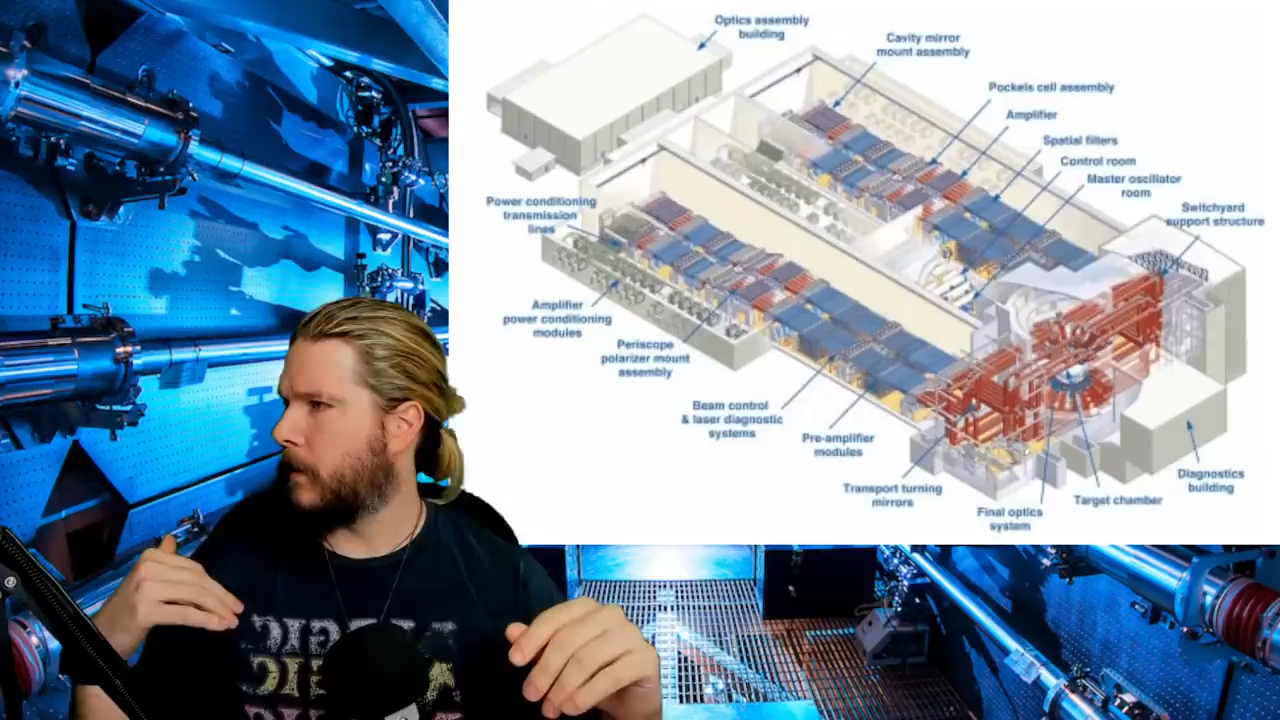 Optics assembly
building
Cavity mirror
mount assembly
Pockels cell assembly
Amplifier
Spatial filters
Control room
Master oscillator
room
Switchyard
support structure
Power conditioning
transmission
lines
Amplifier
power conditioning
modules
Periscope
polarizer mount
assembly
Beam control
& laser diagnostic
systems
Pre-amplifier
modules
Transport turning
mirrors
Final optics
system
Target chamber
Diagnostics
building